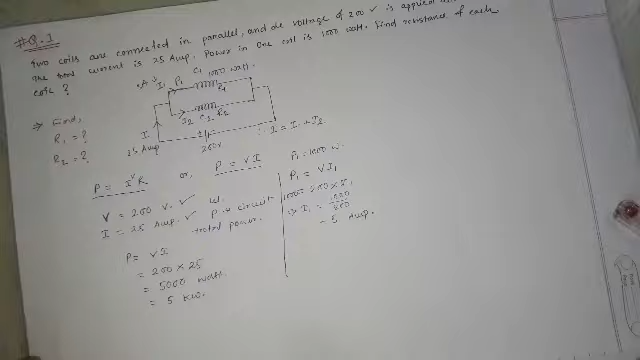 #Q.1
Two coils are connected in parallel, and dc voltage of 200 v is applied
the total current is 25 Amp. Power in one coil is 1000 watt. Find resistance of each
coil ?
I1 P1 C1 1000 watt.
R1
I2 C2 R2
I
25 Amp
200V
∴ I = I1 + I2
⇒ Find,
R1 = ?
R2 = ?
P = I²R or, P = VI
V = 200 V. ✓
I = 25 Amp. ✓ P → circuit
total power.
P = VI
= 200 × 25
= 5000 watt.
= 5 KW.
P1 = 1000 W.
P1 = VI1
1000 = 200 × I1
⇒ I1 = 1000/200
= 5 Amp.